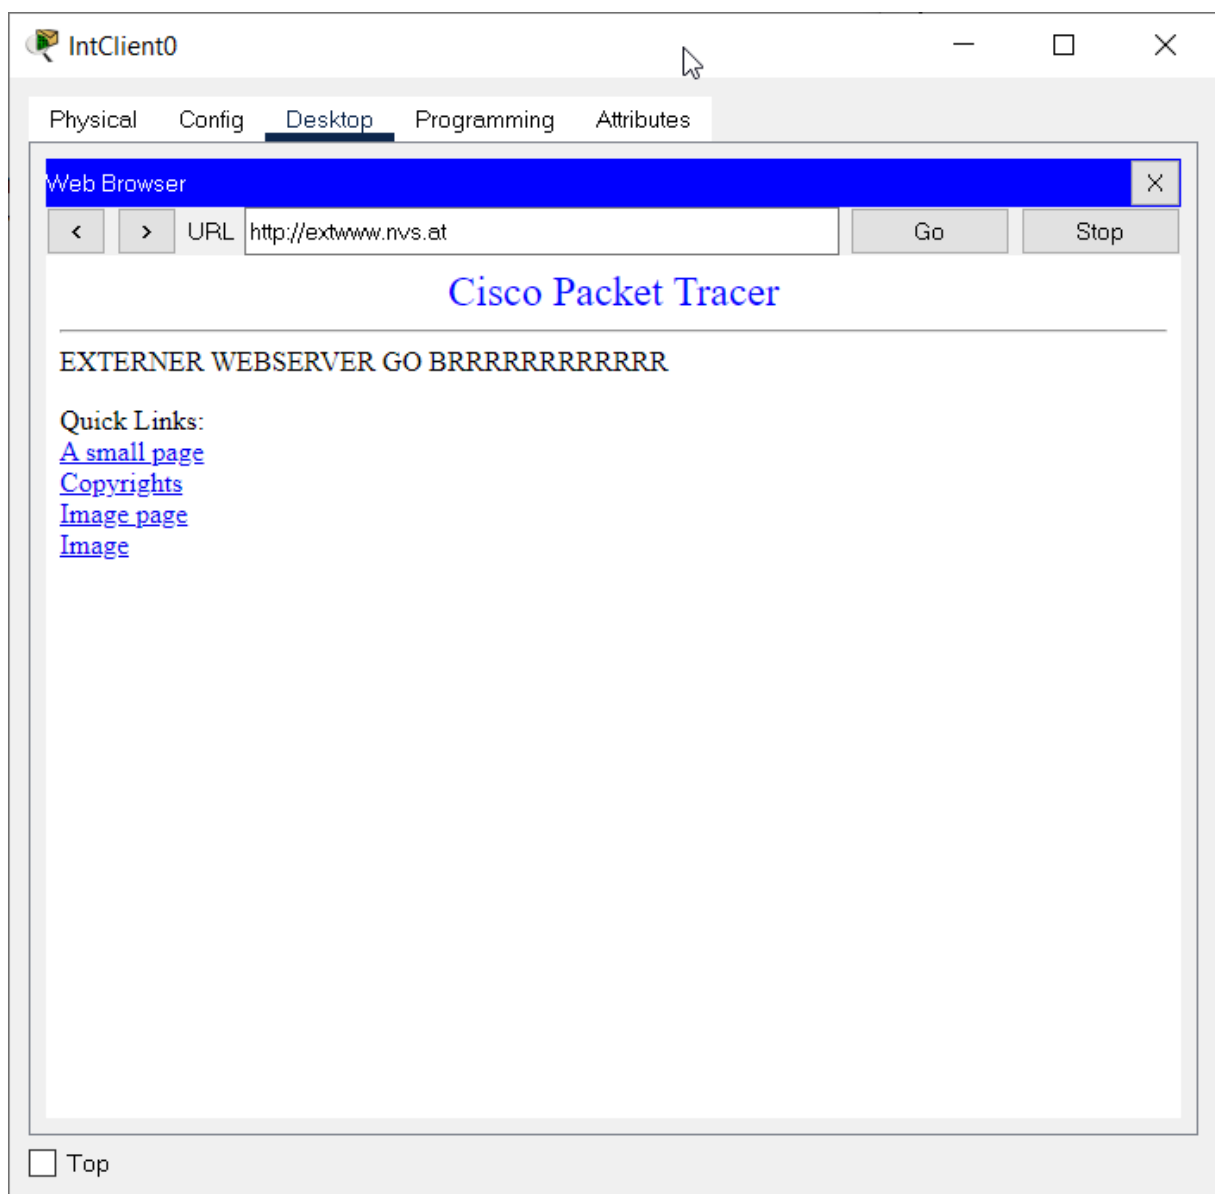 IntClient0
Physical Config Desktop Programming Attributes
Web Browser X
< > URL http://extwww.nvs.at Go Stop
Cisco Packet Tracer
EXTERNER WEBSERVER GO BRRRRRRRRRRRR
Quick Links:
A small page
Copyrights
Image page
Image
Top